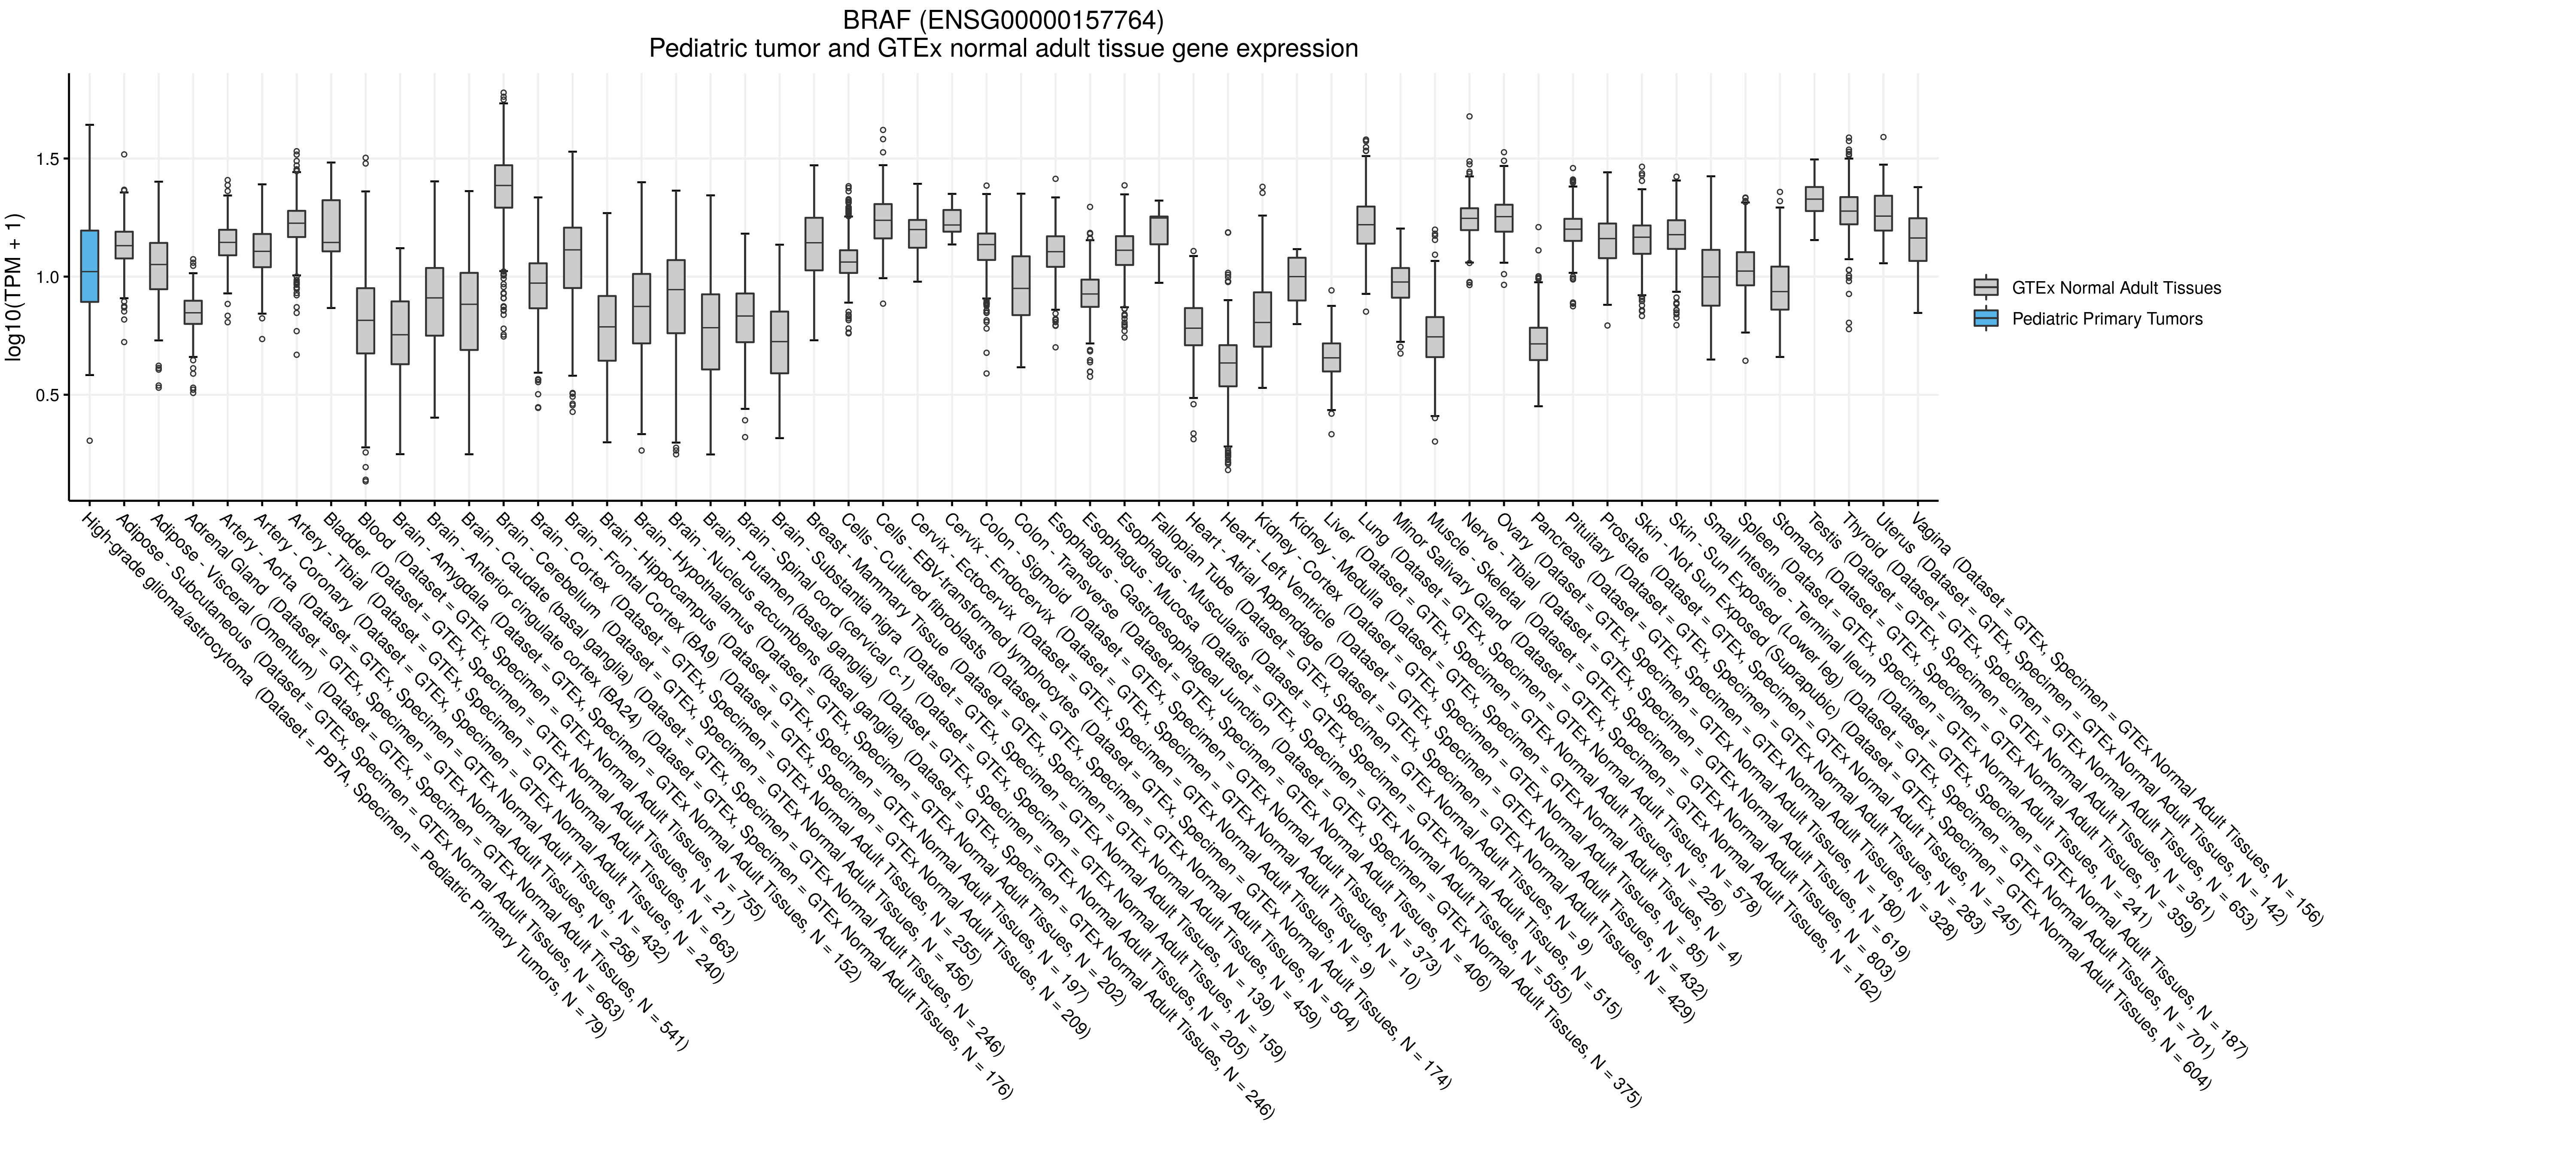 BRAF (ENSG00000157764)
Pediatric tumor and GTEx normal adult tissue gene expression
log10(TPM + 1)
1.5
1.0
0.5
High-grade glioma/astrocytoma (Dataset = PBTA, Specimen = Pediatric Primary Tumors, N = 79)
Adipose - Subcutaneous (Dataset = GTEx, Specimen = GTEx Normal Adult Tissues, N = 663)
Adipose - Visceral (Omentum) (Dataset = GTEx, Specimen = GTEx Normal Adult Tissues, N = 541)
Adrenal Gland (Dataset = GTEx, Specimen = GTEx Normal Adult Tissues, N = 258)
Artery - Aorta (Dataset = GTEx, Specimen = GTEx Normal Adult Tissues, N = 432)
Artery - Coronary (Dataset = GTEx, Specimen = GTEx Normal Adult Tissues, N = 240)
Artery - Tibial (Dataset = GTEx, Specimen = GTEx Normal Adult Tissues, N = 663)
Bladder (Dataset = GTEx, Specimen = GTEx Normal Adult Tissues, N = 21)
Blood (Dataset = GTEx, Specimen = GTEx Normal Adult Tissues, N = 755)
Brain - Amygdala (Dataset = GTEx, Specimen = GTEx Normal Adult Tissues, N = 152)
Brain - Anterior cingulate cortex (BA24) (Dataset = GTEx, Specimen = GTEx Normal Adult Tissues, N = 176)
Brain - Caudate (basal ganglia) (Dataset = GTEx, Specimen = GTEx Normal Adult Tissues, N = 246)
Brain - Cerebellum (Dataset = GTEx, Specimen = GTEx Normal Adult Tissues, N = 456)
Brain - Cortex (Dataset = GTEx, Specimen = GTEx Normal Adult Tissues, N = 255)
Brain - Frontal Cortex (BA9) (Dataset = GTEx, Specimen = GTEx Normal Adult Tissues, N = 209)
Brain - Hippocampus (Dataset = GTEx, Specimen = GTEx Normal Adult Tissues, N = 197)
Brain - Hypothalamus (Dataset = GTEx, Specimen = GTEx Normal Adult Tissues, N = 202)
Brain - Nucleus accumbens (basal ganglia) (Dataset = GTEx, Specimen = GTEx Normal Adult Tissues, N = 246)
Brain - Putamen (basal ganglia) (Dataset = GTEx, Specimen = GTEx Normal Adult Tissues, N = 205)
Brain - Spinal cord (cervical c-1) (Dataset = GTEx, Specimen = GTEx Normal Adult Tissues, N = 159)
Brain - Substantia nigra (Dataset = GTEx, Specimen = GTEx Normal Adult Tissues, N = 139)
Breast - Mammary Tissue (Dataset = GTEx, Specimen = GTEx Normal Adult Tissues, N = 459)
Cells - Cultured fibroblasts (Dataset = GTEx, Specimen = GTEx Normal Adult Tissues, N = 504)
Cells - EBV-transformed lymphocytes (Dataset = GTEx, Specimen = GTEx Normal Adult Tissues, N = 174)
Cervix - Ectocervix (Dataset = GTEx, Specimen = GTEx Normal Adult Tissues, N = 9)
Cervix - Endocervix (Dataset = GTEx, Specimen = GTEx Normal Adult Tissues, N = 10)
Colon - Sigmoid (Dataset = GTEx, Specimen = GTEx Normal Adult Tissues, N = 373)
Colon - Transverse (Dataset = GTEx, Specimen = GTEx Normal Adult Tissues, N = 406)
Esophagus - Gastroesophageal Junction (Dataset = GTEx, Specimen = GTEx Normal Adult Tissues, N = 375)
Esophagus - Mucosa (Dataset = GTEx, Specimen = GTEx Normal Adult Tissues, N = 555)
Esophagus - Muscularis (Dataset = GTEx, Specimen = GTEx Normal Adult Tissues, N = 515)
Fallopian Tube (Dataset = GTEx, Specimen = GTEx Normal Adult Tissues, N = 9)
Heart - Atrial Appendage (Dataset = GTEx, Specimen = GTEx Normal Adult Tissues, N = 429)
Heart - Left Ventricle (Dataset = GTEx, Specimen = GTEx Normal Adult Tissues, N = 432)
Kidney - Cortex (Dataset = GTEx, Specimen = GTEx Normal Adult Tissues, N = 85)
Kidney - Medulla (Dataset = GTEx, Specimen = GTEx Normal Adult Tissues, N = 4)
Liver (Dataset = GTEx, Specimen = GTEx Normal Adult Tissues, N = 226)
Lung (Dataset = GTEx, Specimen = GTEx Normal Adult Tissues, N = 578)
Minor Salivary Gland (Dataset = GTEx, Specimen = GTEx Normal Adult Tissues, N = 162)
Muscle - Skeletal (Dataset = GTEx, Specimen = GTEx Normal Adult Tissues, N = 803)
Nerve - Tibial (Dataset = GTEx, Specimen = GTEx Normal Adult Tissues, N = 619)
Ovary (Dataset = GTEx, Specimen = GTEx Normal Adult Tissues, N = 180)
Pancreas (Dataset = GTEx, Specimen = GTEx Normal Adult Tissues, N = 328)
Pituitary (Dataset = GTEx, Specimen = GTEx Normal Adult Tissues, N = 283)
Prostate (Dataset = GTEx, Specimen = GTEx Normal Adult Tissues, N = 245)
Skin - Not Sun Exposed (Suprapubic) (Dataset = GTEx, Specimen = GTEx Normal Adult Tissues, N = 604)
Skin - Sun Exposed (Lower leg) (Dataset = GTEx, Specimen = GTEx Normal Adult Tissues, N = 701)
Small Intestine - Terminal Ileum (Dataset = GTEx, Specimen = GTEx Normal Adult Tissues, N = 187)
Spleen (Dataset = GTEx, Specimen = GTEx Normal Adult Tissues, N = 241)
Stomach (Dataset = GTEx, Specimen = GTEx Normal Adult Tissues, N = 359)
Testis (Dataset = GTEx, Specimen = GTEx Normal Adult Tissues, N = 361)
Thyroid (Dataset = GTEx, Specimen = GTEx Normal Adult Tissues, N = 653)
Uterus (Dataset = GTEx, Specimen = GTEx Normal Adult Tissues, N = 142)
Vagina (Dataset = GTEx, Specimen = GTEx Normal Adult Tissues, N = 156)
GTEx Normal Adult Tissues
Pediatric Primary Tumors